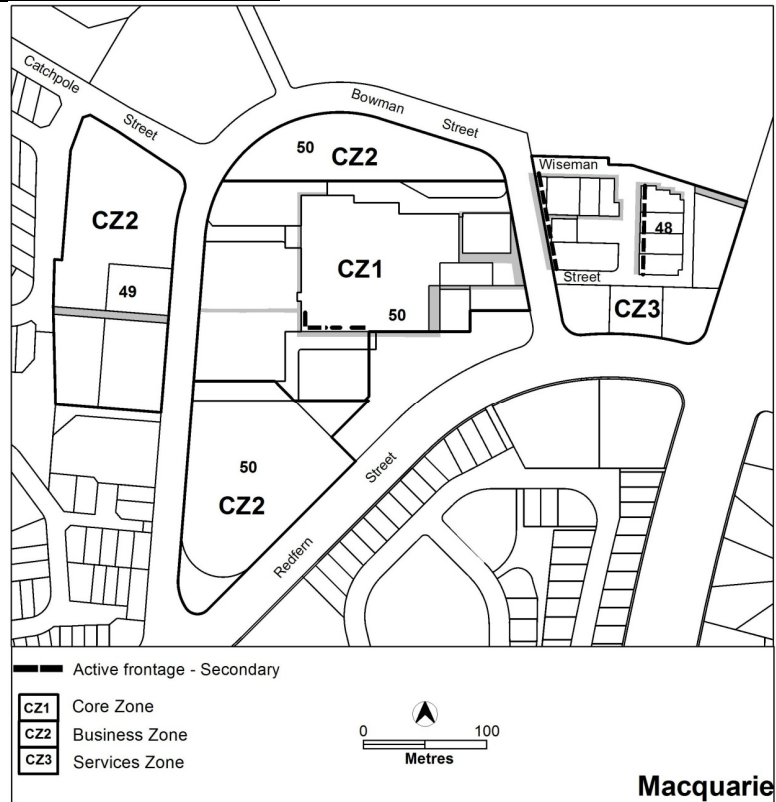 Catchpole
Street
Bowman
Street
50 CZ2
Wiseman
CZ2
48
49
CZ1
Street
CZ3
50
50
CZ2
Street
Redfern
Active frontage - Secondary
CZ1 Core Zone
CZ2 Business Zone
CZ3 Services Zone
0 100
Metres
Macquarie